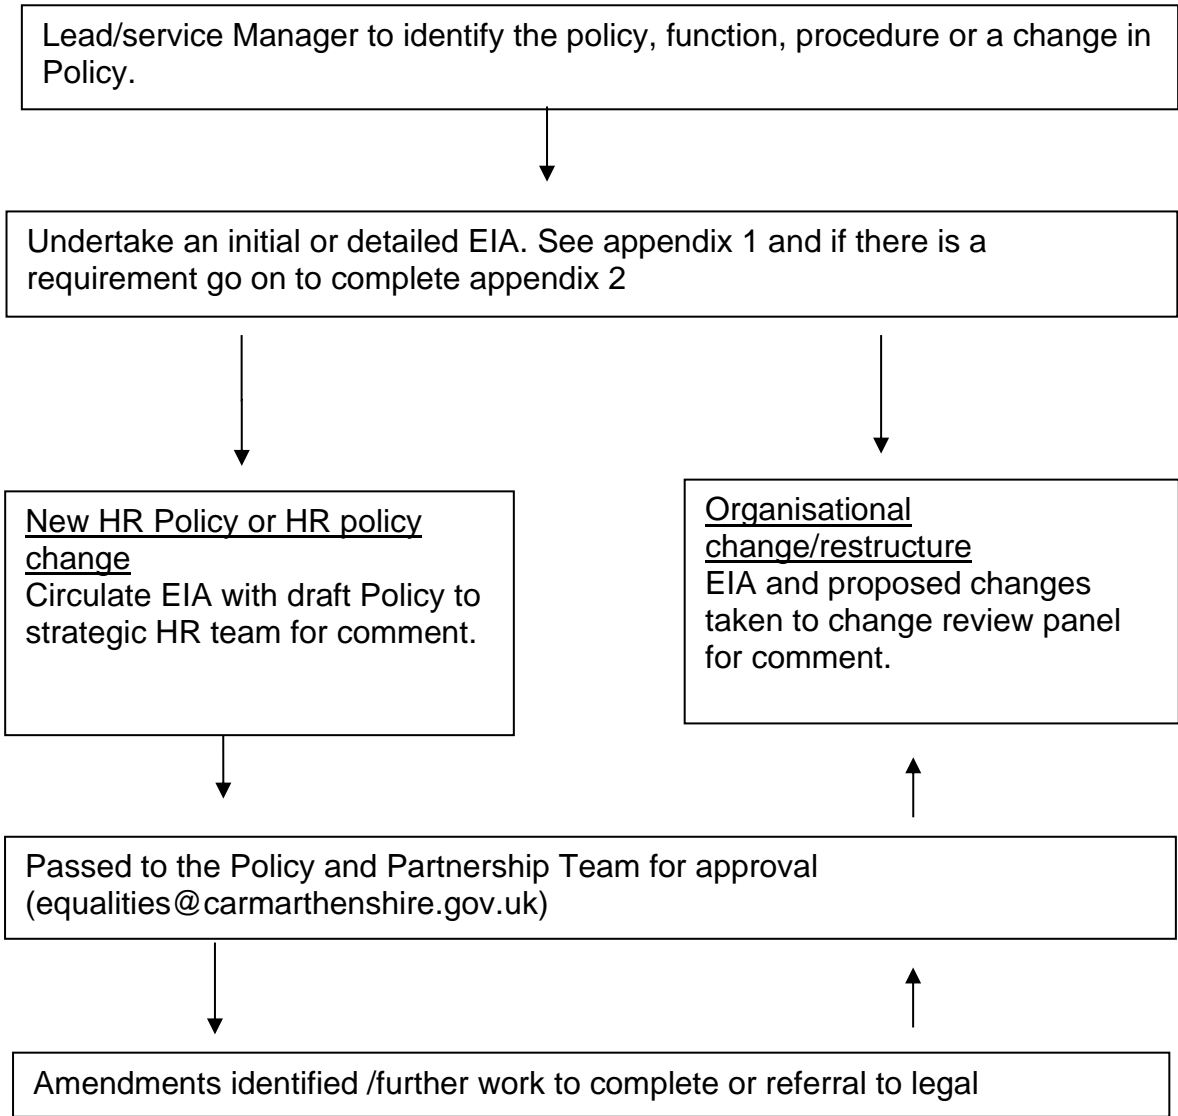 Lead/service Manager to identify the policy, function, procedure or a change in
Policy.
Undertake an initial or detailed EIA. See appendix 1 and if there is a
requirement go on to complete appendix 2
New HR Policy or HR policy
change
Circulate EIA with draft Policy to
strategic HR team for comment.
Organisational
change/restructure
EIA and proposed changes
taken to change review panel
for comment.
Passed to the Policy and Partnership Team for approval
(equalities@carmarthenshire.gov.uk)
Amendments identified /further work to complete or referral to legal